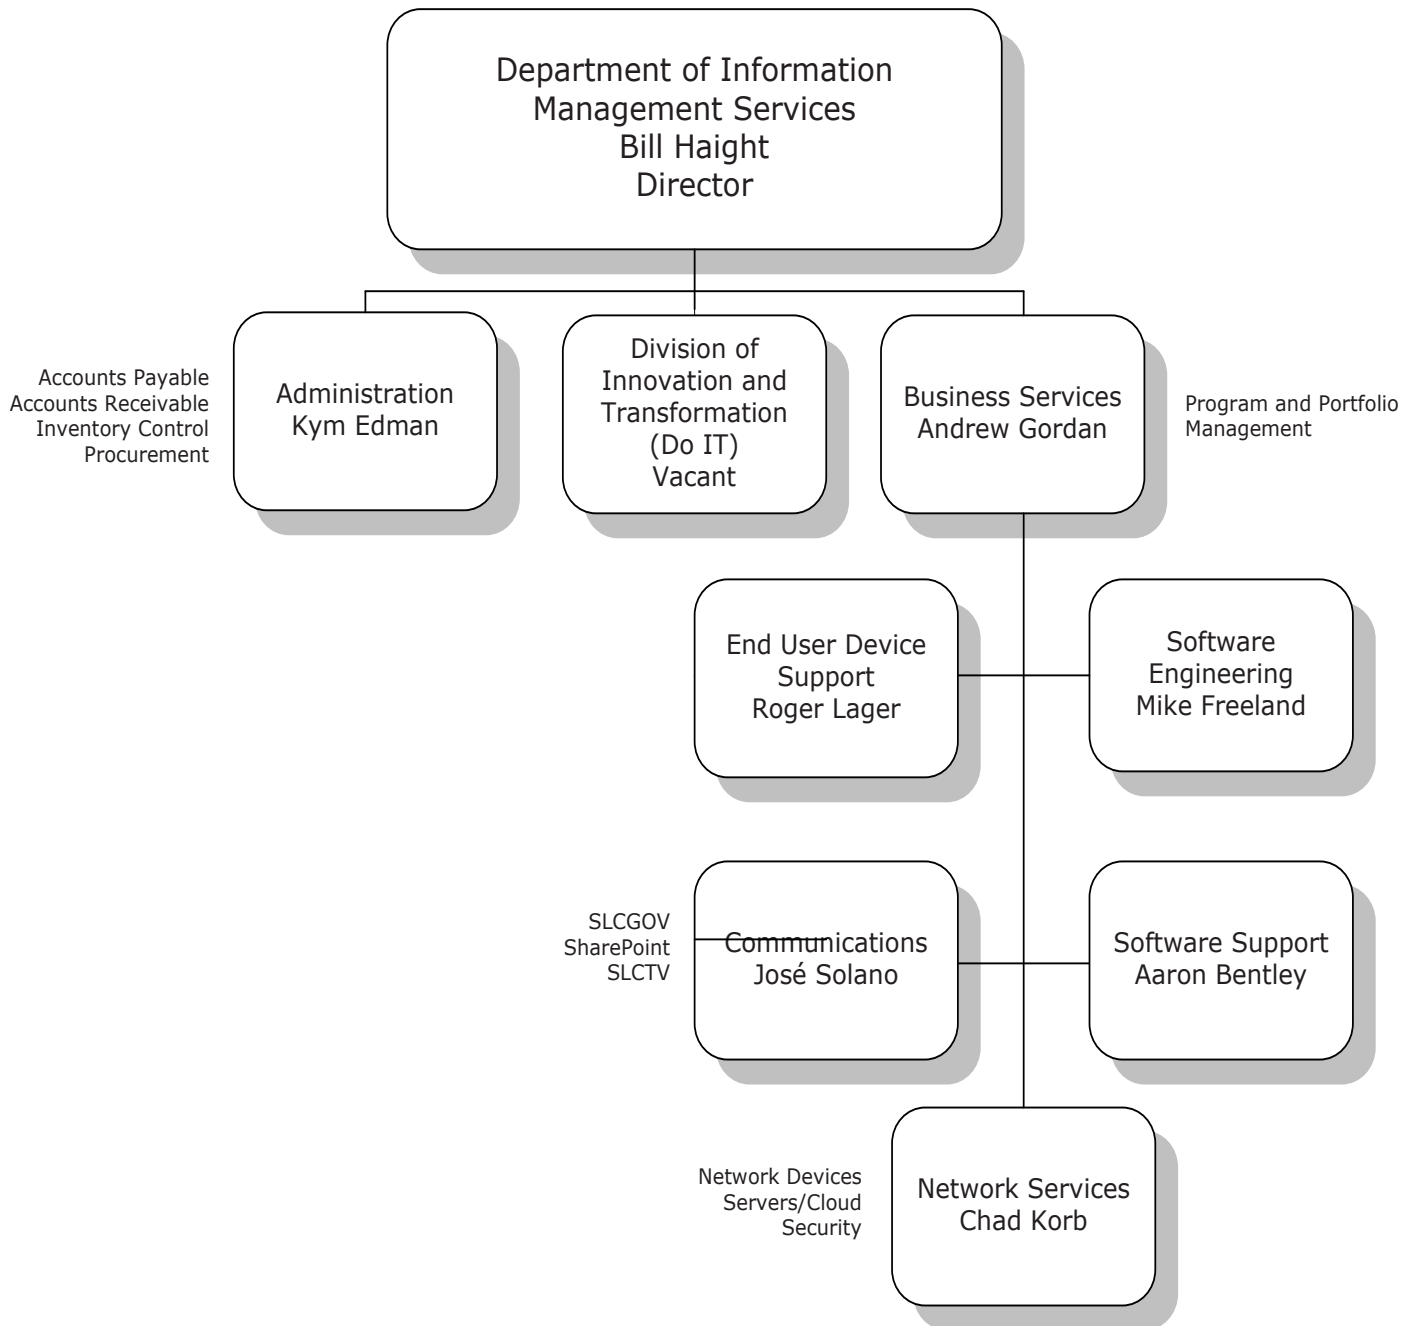 Department of Information
Management Services
Bill Haight
Director
Accounts Payable
Accounts Receivable
Inventory Control
Procurement
Administration
Kym Edman
Division of
Innovation and
Transformation
(Do IT)
Vacant
Business Services
Andrew Gordan
Program and Portfolio
Management
End User Device
Support
Roger Lager
Software
Engineering
Mike Freeland
SLCGOV
SharePoint
SLCTV
Communications
José Solano
Software Support
Aaron Bentley
Network Devices
Servers/Cloud
Security
Network Services
Chad Korb